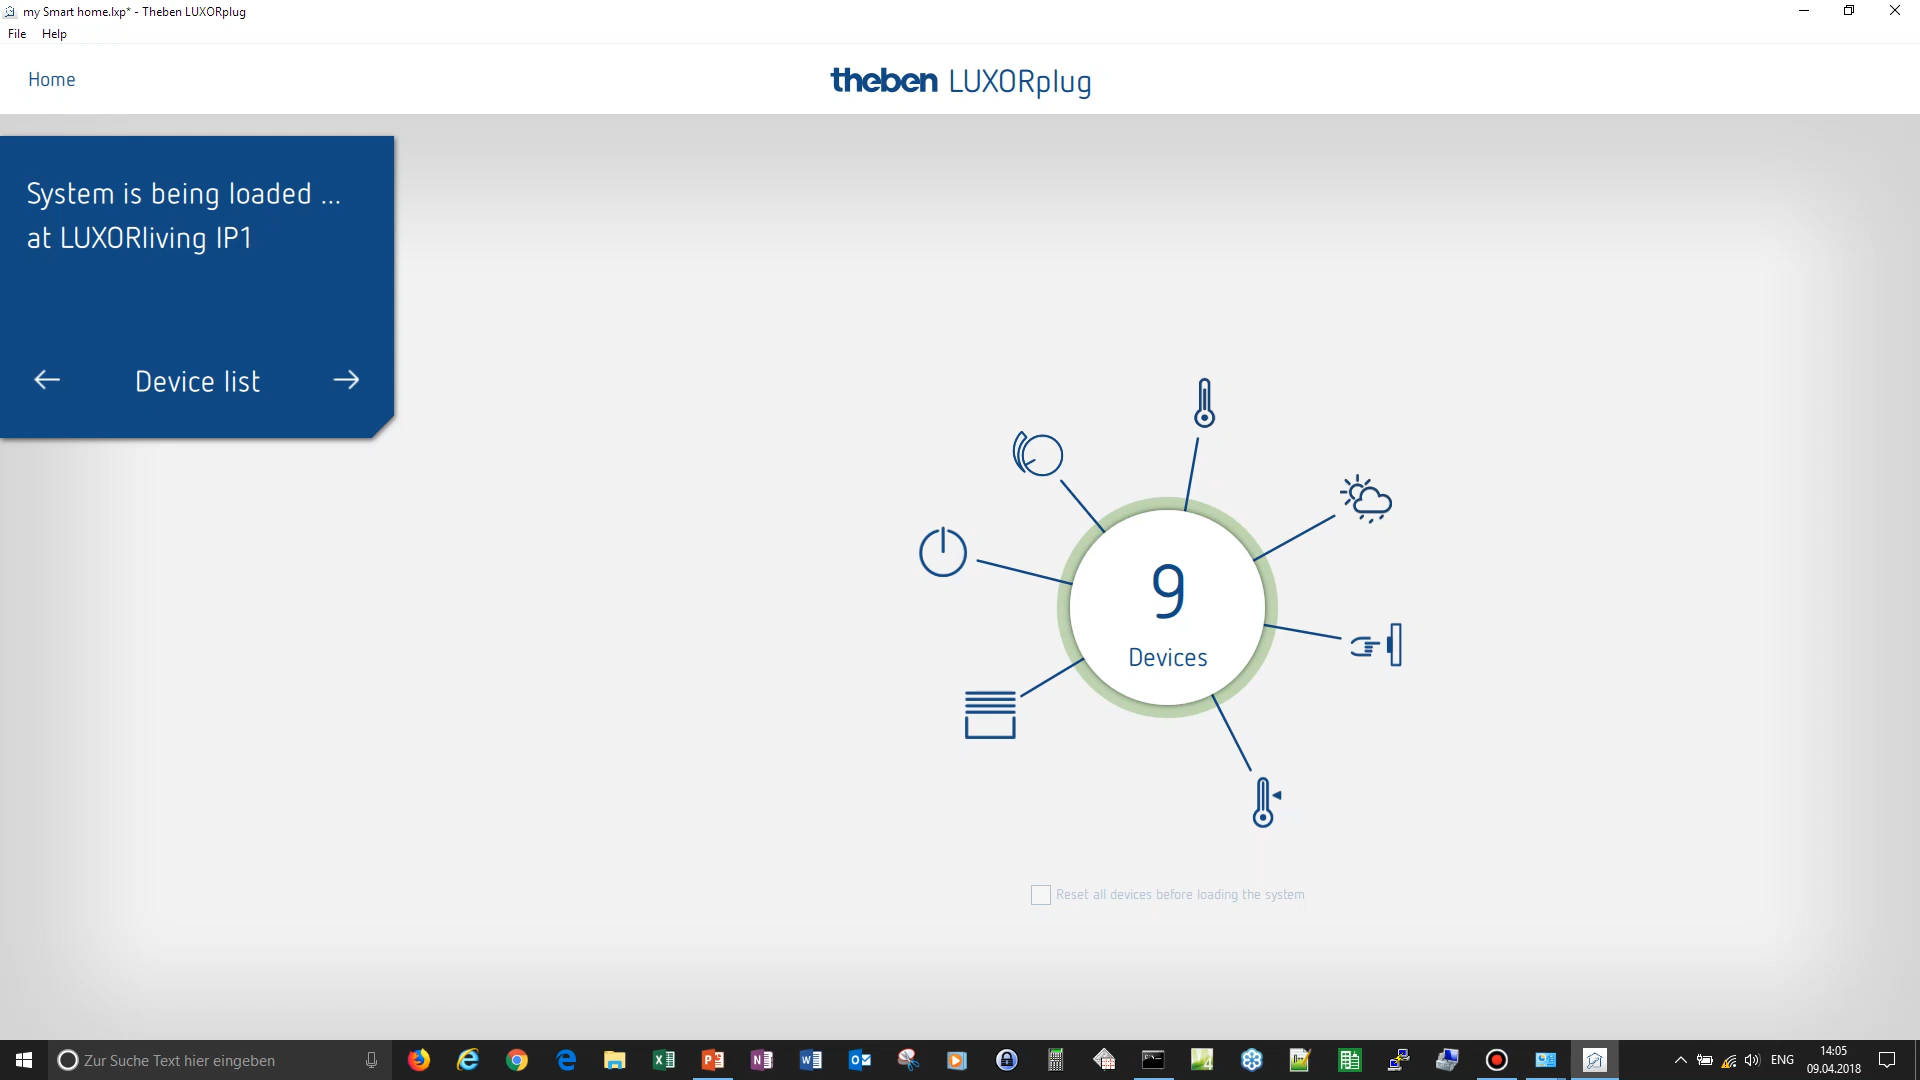 my Smart home.lxp* - Theben LUXORplug
File Help
Home
theben LUXORplug
System is being loaded ...
at LUXORliving IP1
Device list
9
Devices
Reset all devices before loading the system
Zur Suche Text hier eingeben
ENG
14:05
09.04.2018